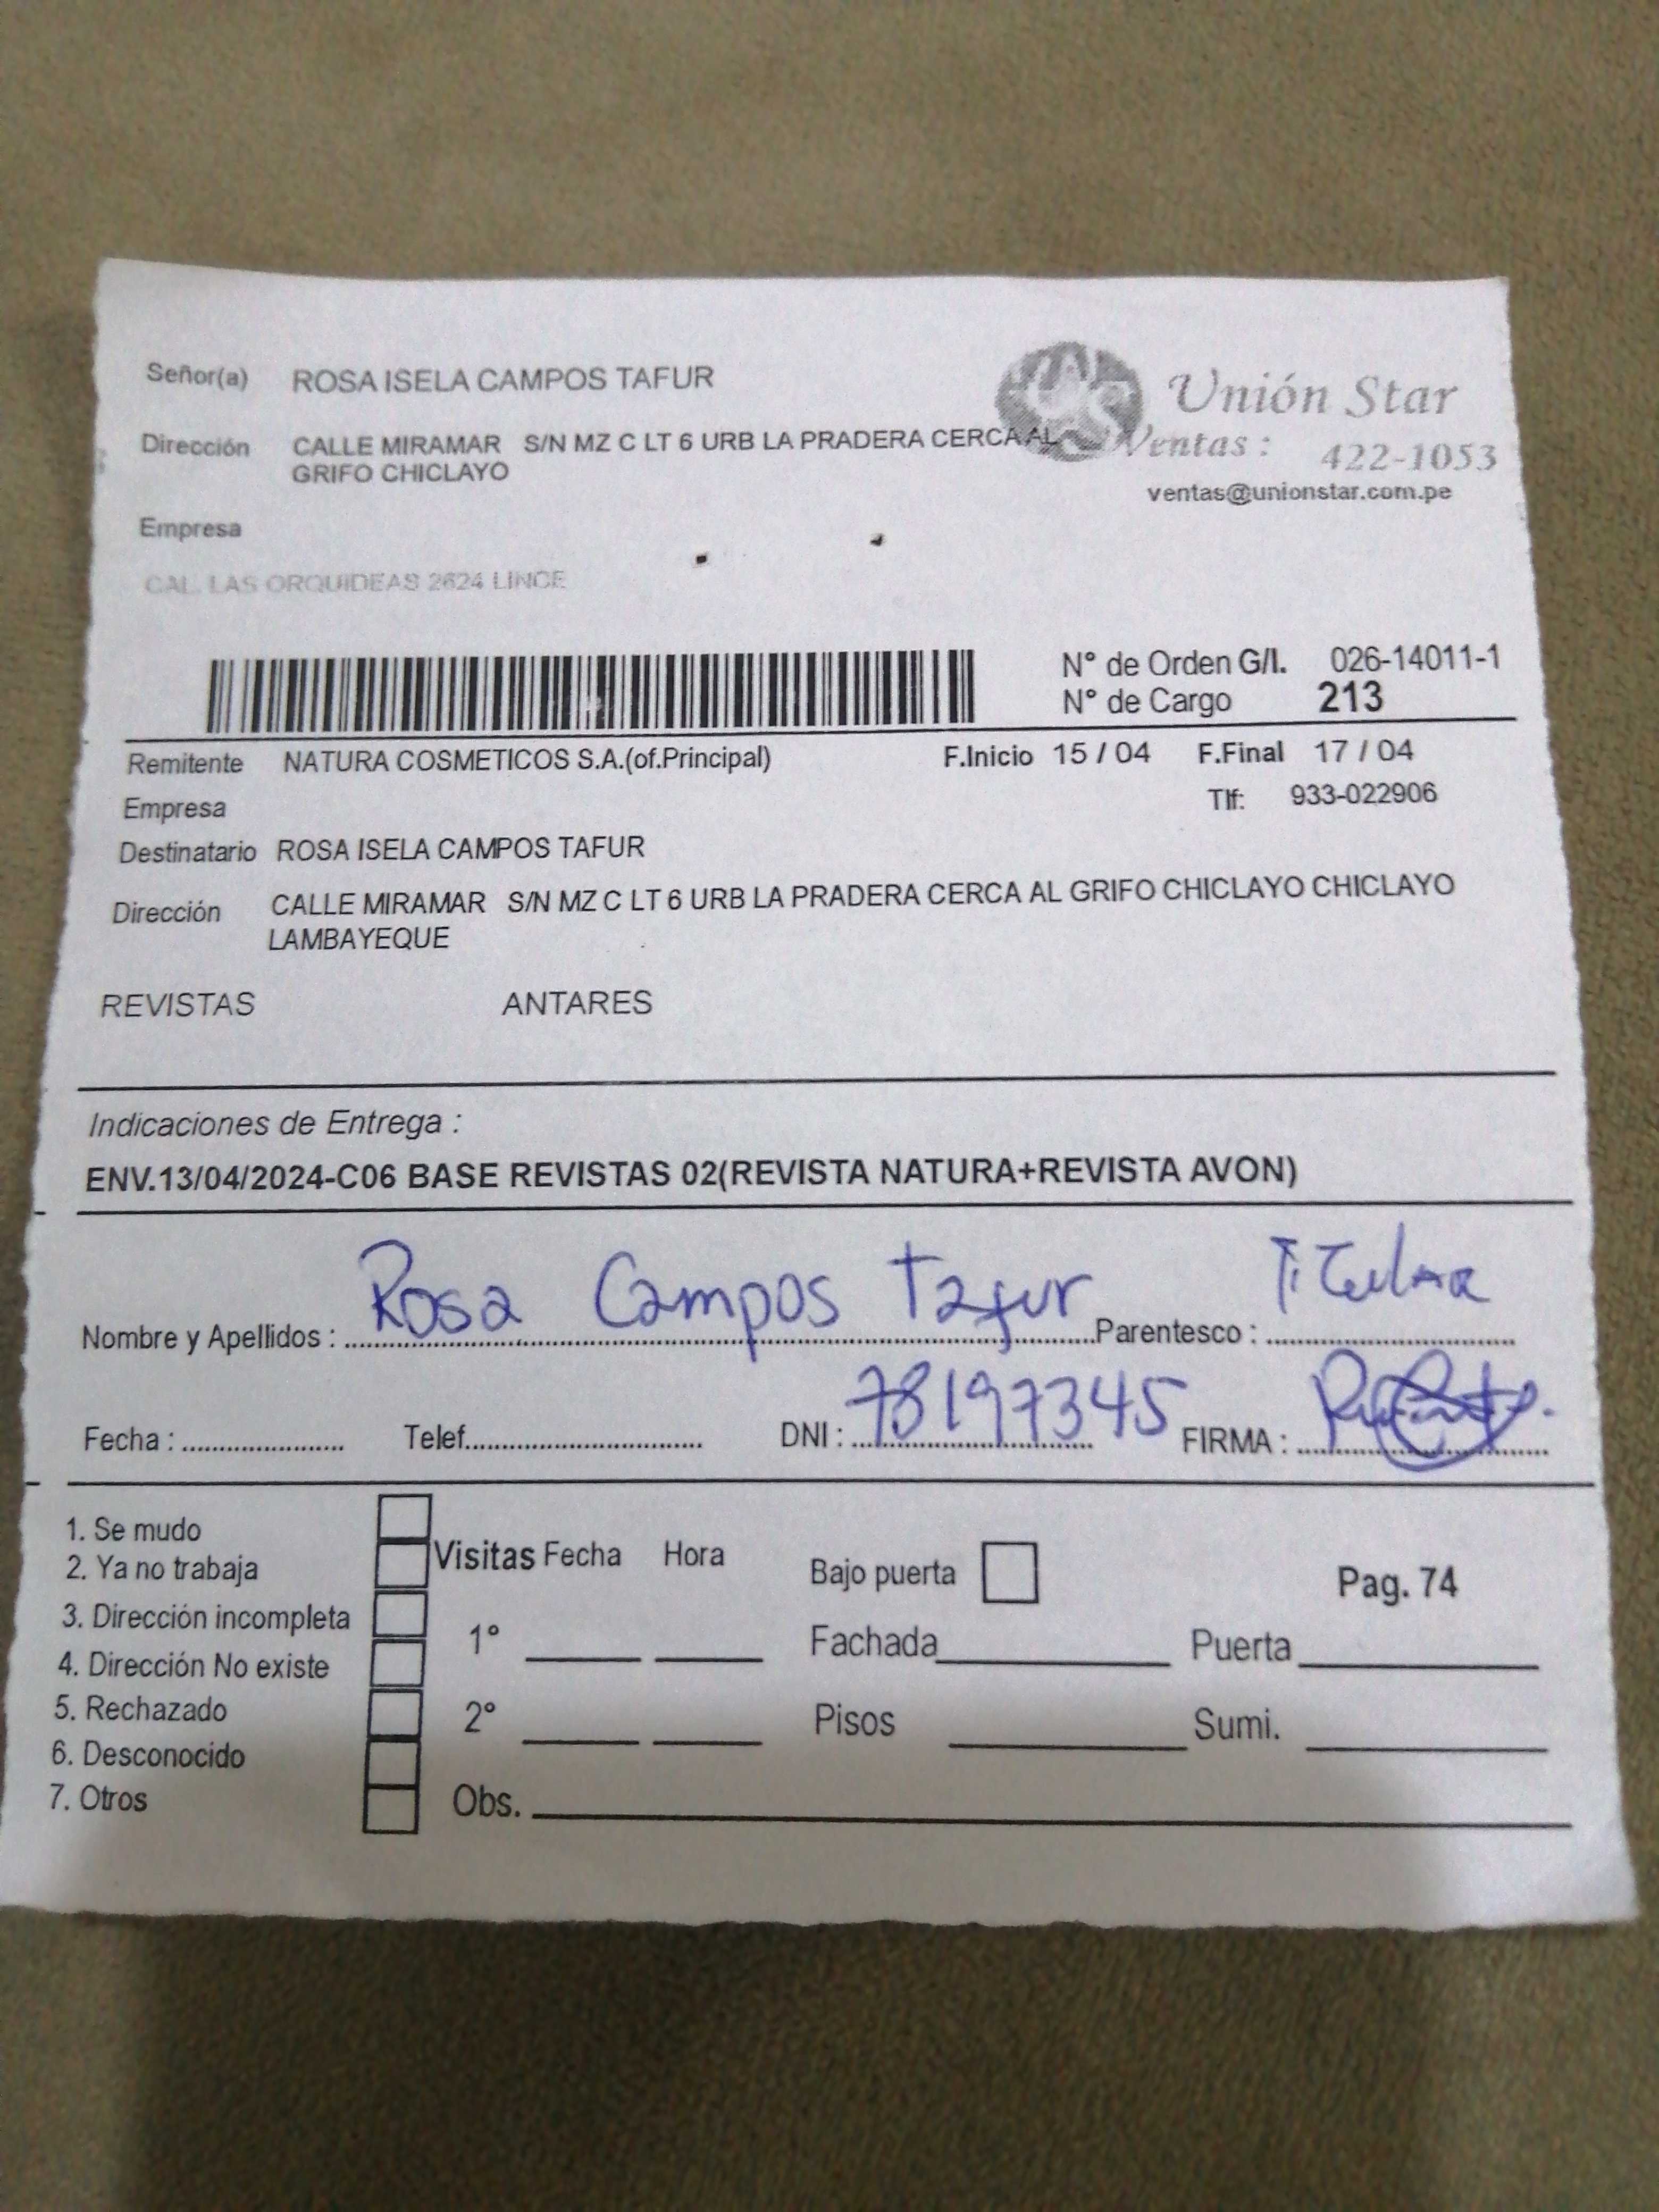 Señor(a) ROSA ISELA CAMPOS TAFUR
Unión Star
Dirección CALLE MIRAMAR S/N MZ C LT 6 URB LA PRADERA CERCA AL
GRIFO CHICLAYO
Ventas : 422-1053
ventas@unionstar.com.pe
Empresa
CAL. LAS ORQUIDEAS 2624 LINCE
N° de Orden G/I. 026-14011-1
N° de Cargo 213
Remitente NATURA COSMETICOS S.A.(of.Principal) F.Inicio 15 / 04 F.Final 17 / 04
Empresa Tlf: 933-022906
Destinatario ROSA ISELA CAMPOS TAFUR
Dirección CALLE MIRAMAR S/N MZ C LT 6 URB LA PRADERA CERCA AL GRIFO CHICLAYO CHICLAYO
LAMBAYEQUE
REVISTAS ANTARES
Indicaciones de Entrega :
ENV.13/04/2024-C06 BASE REVISTAS 02(REVISTA NATURA+REVISTA AVON)
Nombre y Apellidos : Rosa Campos Tafur Parentesco : Titular
Fecha : Telef. DNI : 78197345 FIRMA :
1. Se mudo
2. Ya no trabaja
3. Dirección incompleta
4. Dirección No existe
5. Rechazado
6. Desconocido
7. Otros
Visitas Fecha Hora
1°
2°
Obs.
Bajo puerta
Pag. 74
Fachada Puerta
Pisos Sumi.